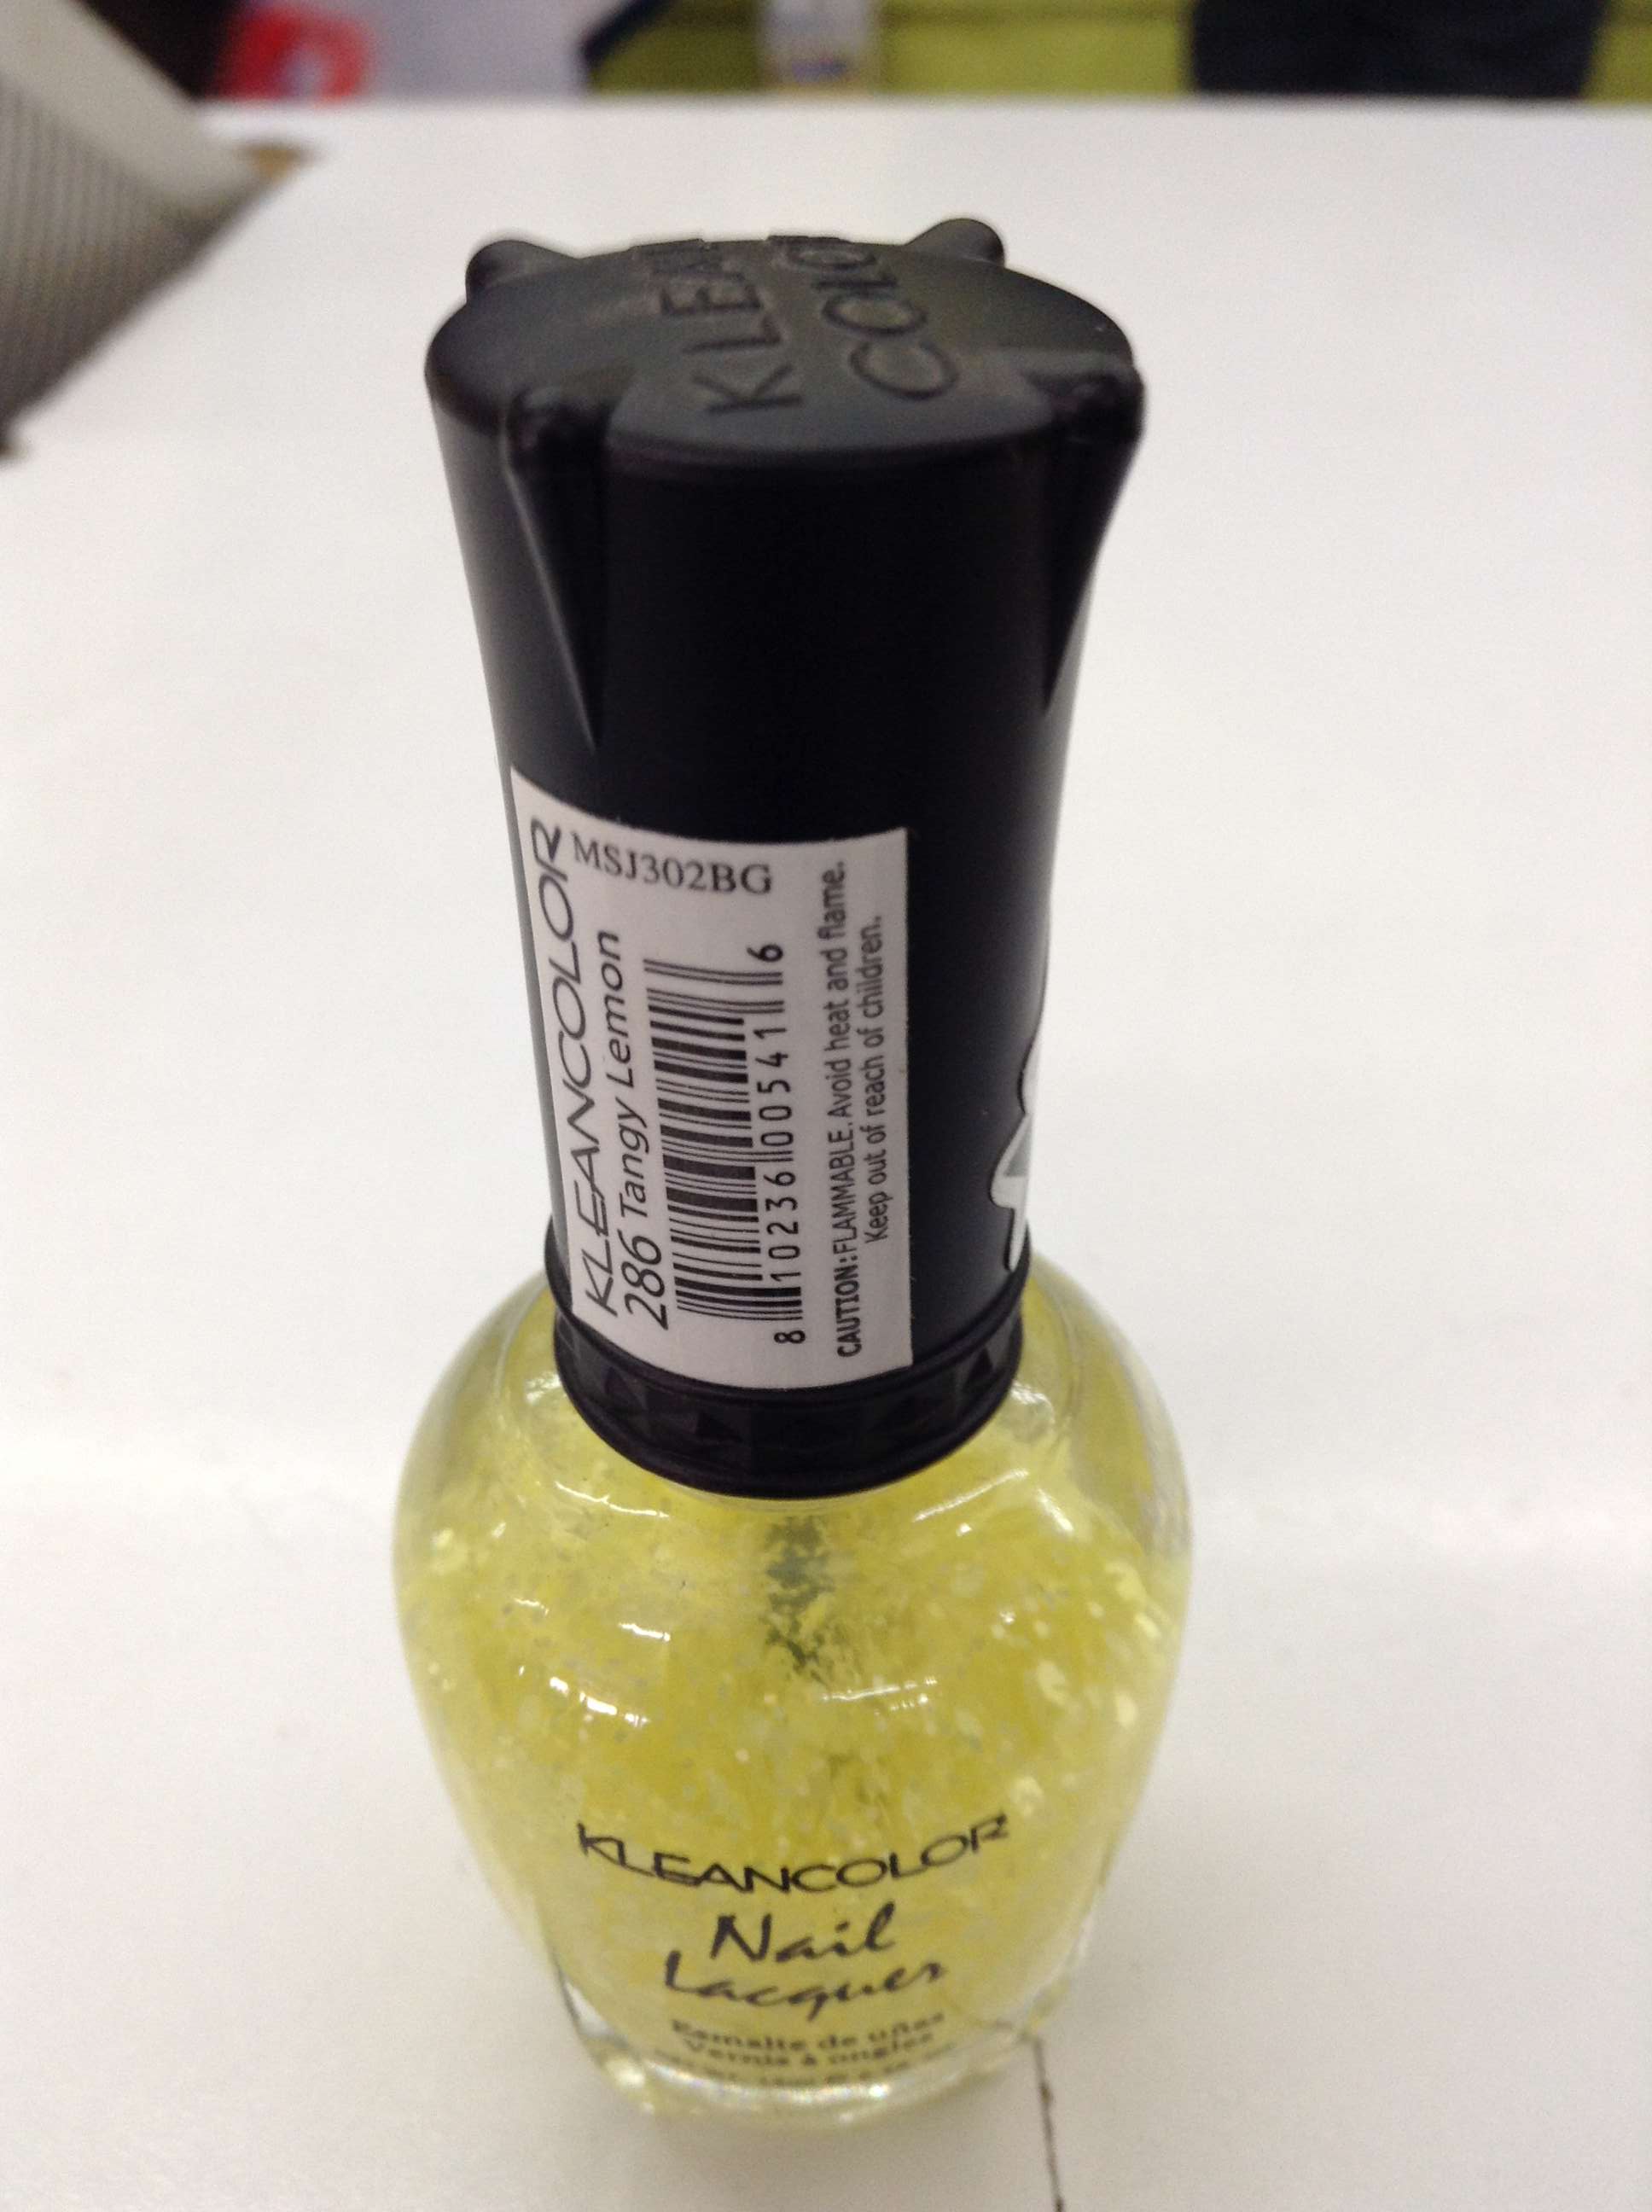 KLEAN
COLO
KLEANCOLOR
MSJ302BG
286 Tangy Lemon
8 10236 00541 6
CAUTION:FLAMMABLE. Avoid heat and flame.
Keep out of reach of children.
KLEANCOLOR
Nail
Lacquer
Esmalte de uñas
Vernis à ongles